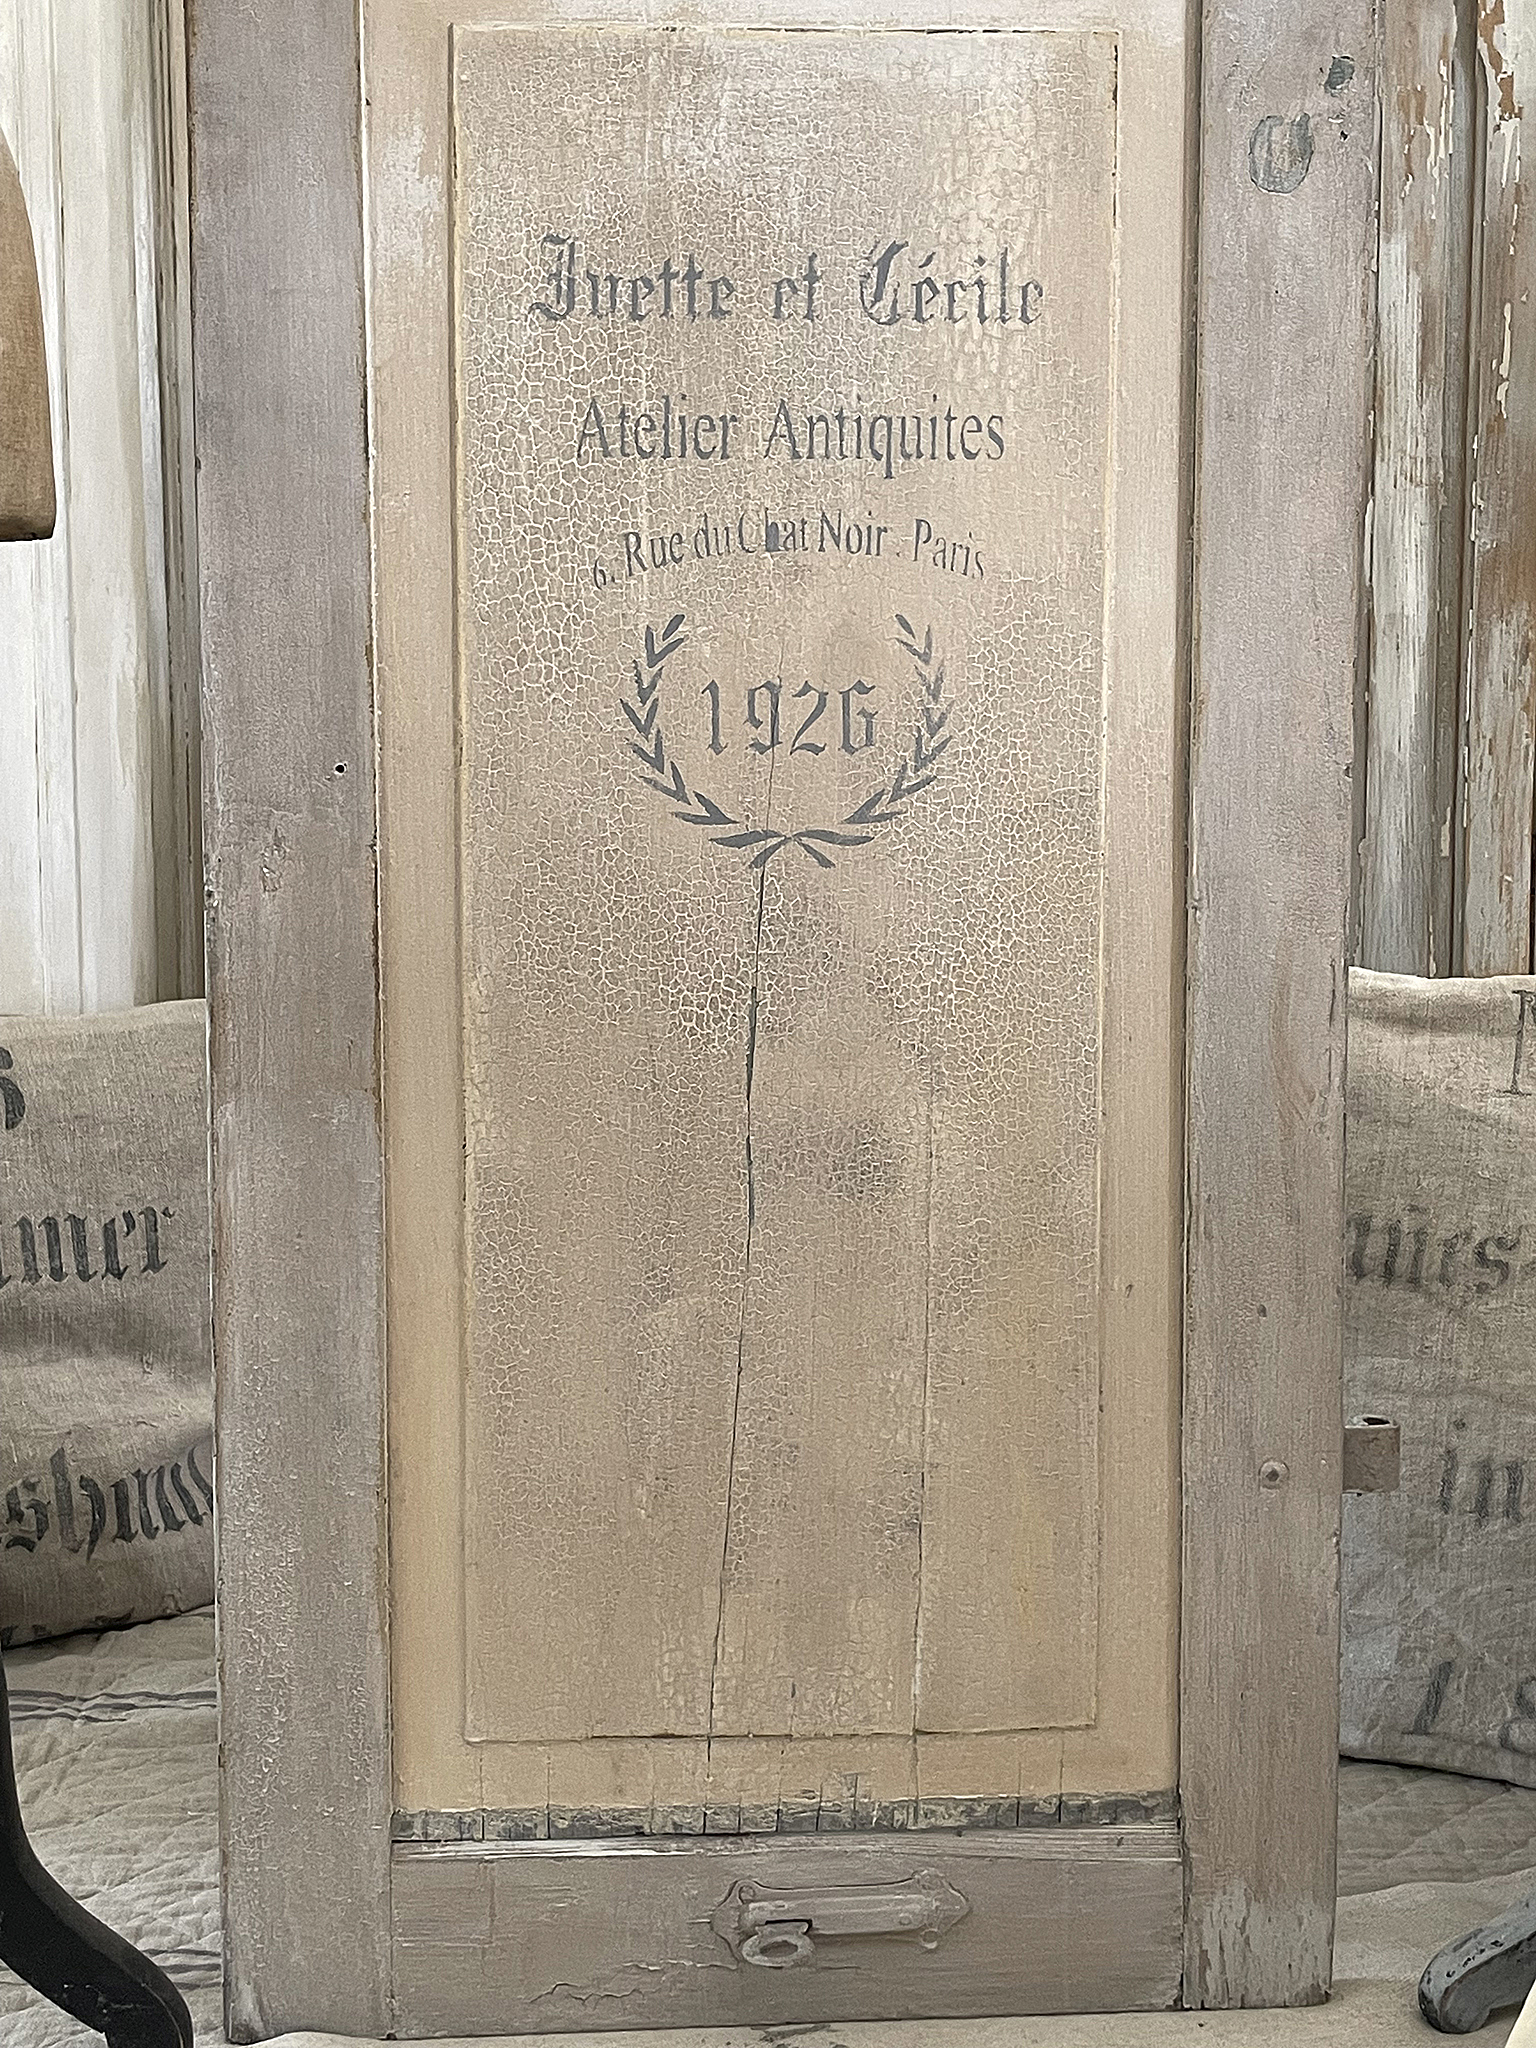 Ivette et Cécile
Atelier Antiquites
6. Rue du Chat Noir. Paris
1926